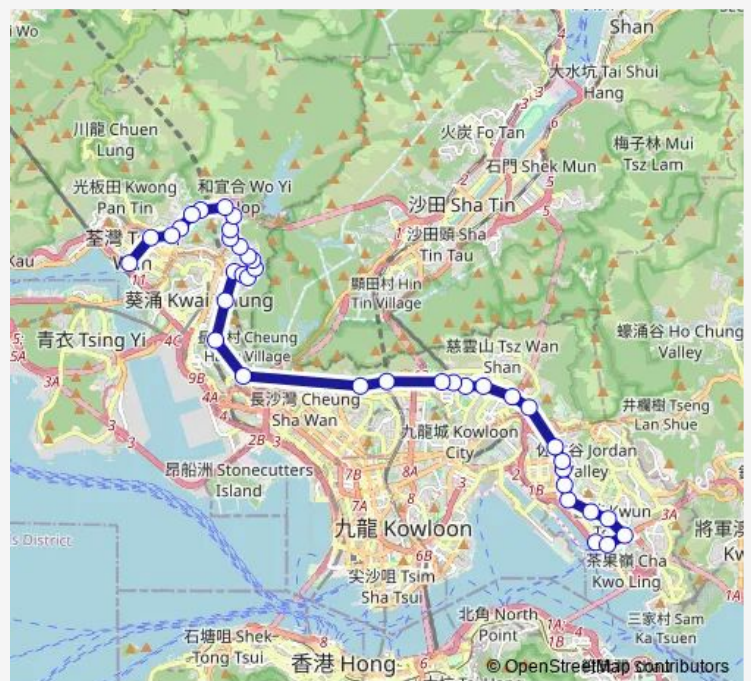 Shan
大水坑 Tai Shui
Hang
川龍 Chuen
Lung
火炭 Fo Tan
梅子林 Mui
Tsz Lam
石門 Shek Mun
光板田 Kwong
Pan Tin
和宜合 Wo Yi
沙田 Sha Tin
沙田頭 Sha
Tin Tau
荃灣
顯田村 Hin
Tin Village
葵涌 Kwai
青衣 Tsing Yi
Cheung
Village
慈雲山 Tsz Wan
Shan
蠔涌谷 Ho Chung
Valley
長沙灣 Cheung
Sha Wan
井欄樹 Tseng
Lan Shue
九龍城 Kowloon
City
Jordan
Valley
昂船洲 Stonecutters
Island
九龍 Kowloon
Kwun
s District
茶果嶺 Cha
Kwo Ling
尖沙咀 Tsim
Sha Tsui
三家村 Sam
Ka Tsuen
北角 North
Point
石塘咀 Shek
Tong Tsui
香港 Hong
© OpenStreetMap contributors